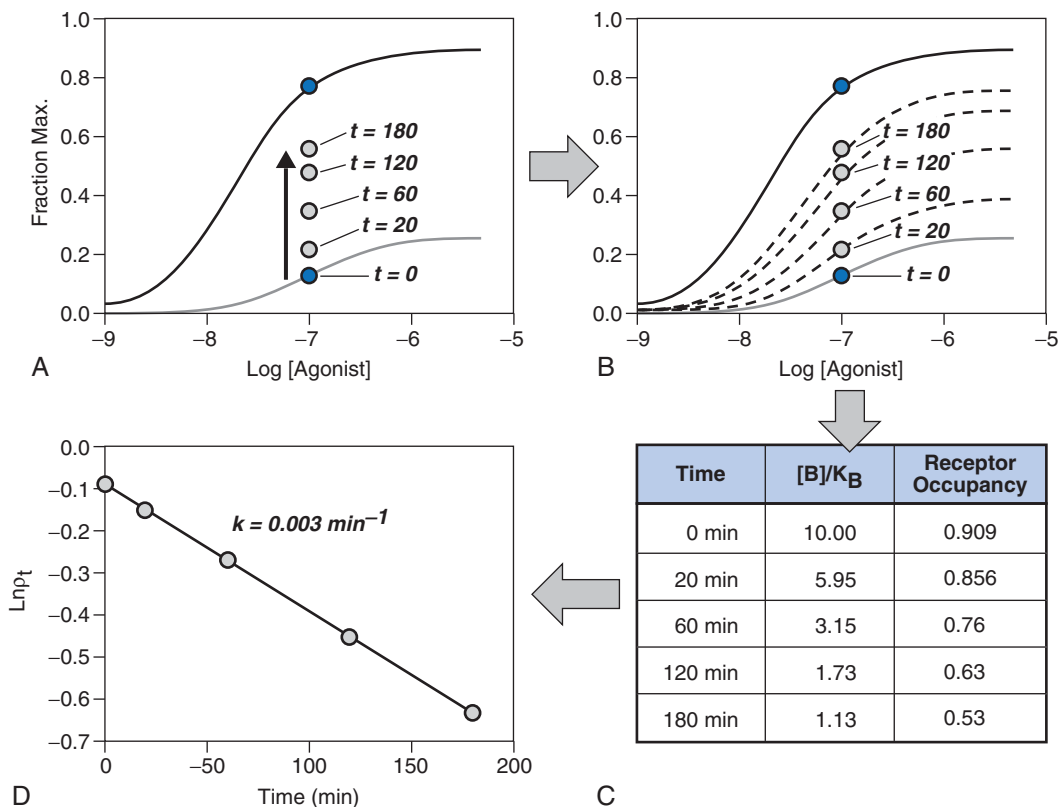 1.0
0.8
0.6
0.4
0.2
0.0
Fraction Max.
t = 180
t = 120
t = 60
t = 20
t = 0
–9
–8
–7
–6
–5
Log [Agonist]
A
1.0
0.8
0.6
0.4
0.2
0.0
t = 180
t = 120
t = 60
t = 20
t = 0
–9
–8
–7
–6
–5
Log [Agonist]
B
Time [B]/KB Receptor
Occupancy
0 min 10.00 0.909
20 min 5.95 0.856
60 min 3.15 0.76
120 min 1.73 0.63
180 min 1.13 0.53
C
0.0
–0.1
–0.2
–0.3
–0.4
–0.5
–0.6
–0.7
Lnρt
k = 0.003 min–1
0
–50
100
150
200
Time (min)
D